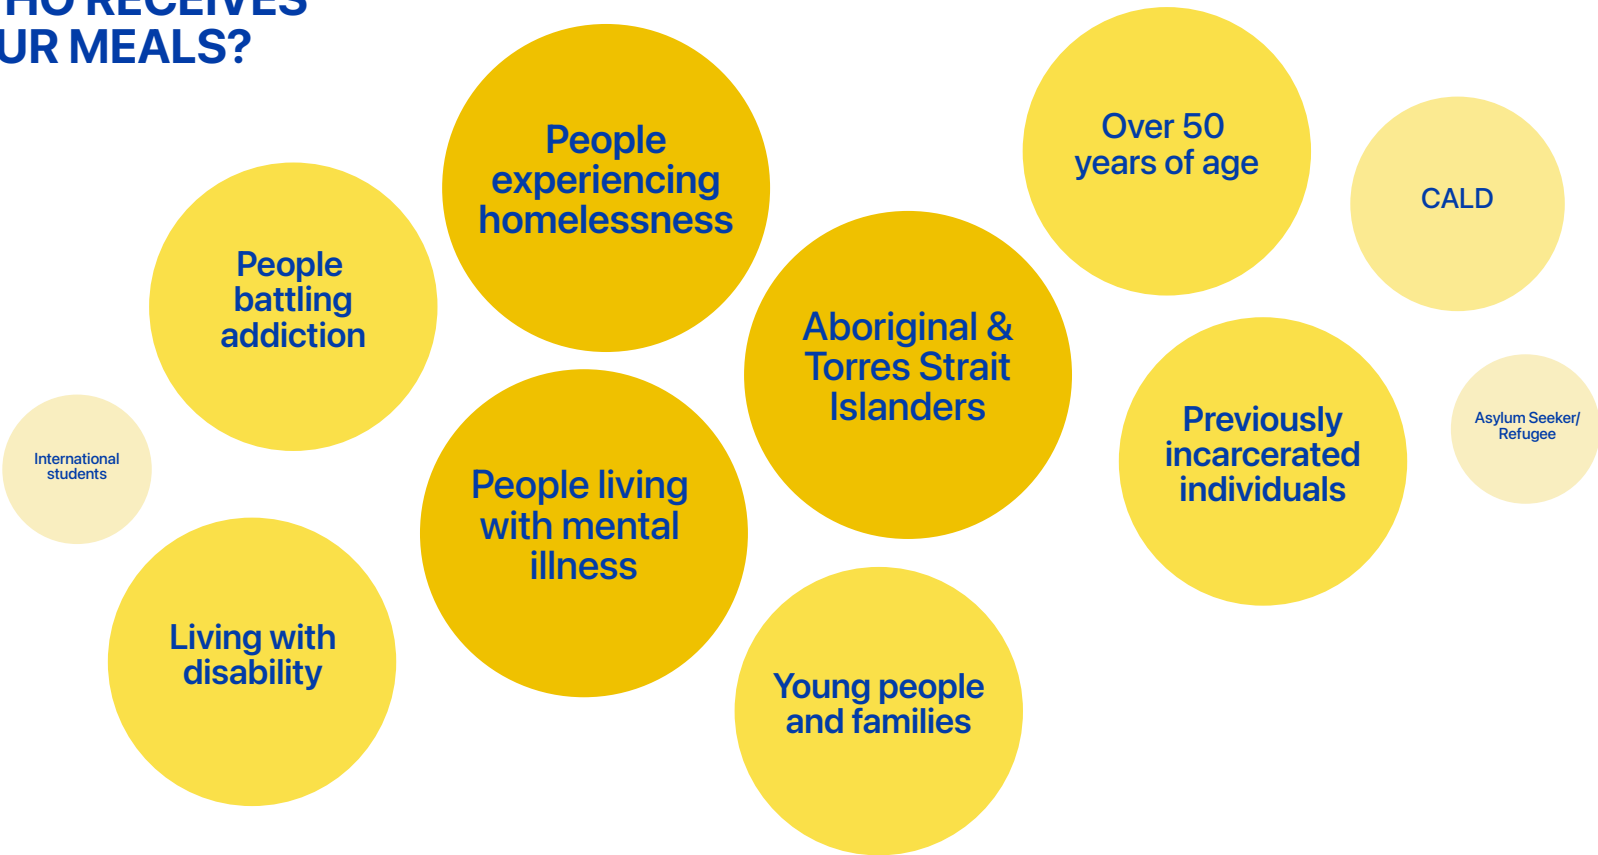 HO RECEIVES
UR MEALS?
People
experiencing
homelessness
Over 50
years of age
CALD
People
battling
addiction
Aboriginal &
Torres Strait
Islanders
Previously
incarcerated
individuals
Asylum Seeker/
Refugee
International
students
People living
with mental
illness
Living with
disability
Young people
and families